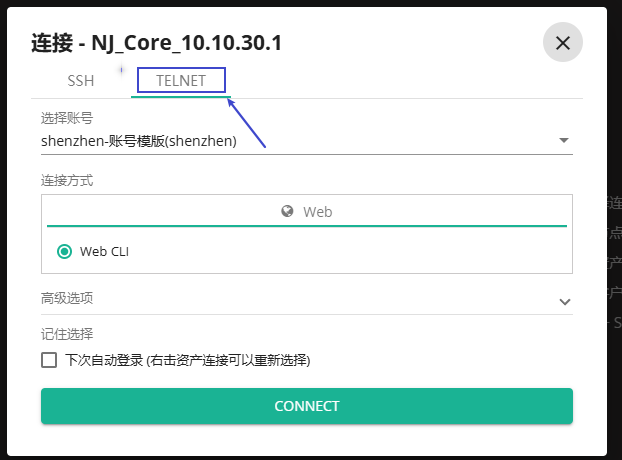 连接 - NJ_Core_10.10.30.1
SSH TELNET
选择账号
shenzhen-账号模版(shenzhen)
连接方式
Web
Web CLI
高级选项
记住选择
下次自动登录 (右击资产连接可以重新选择)
CONNECT